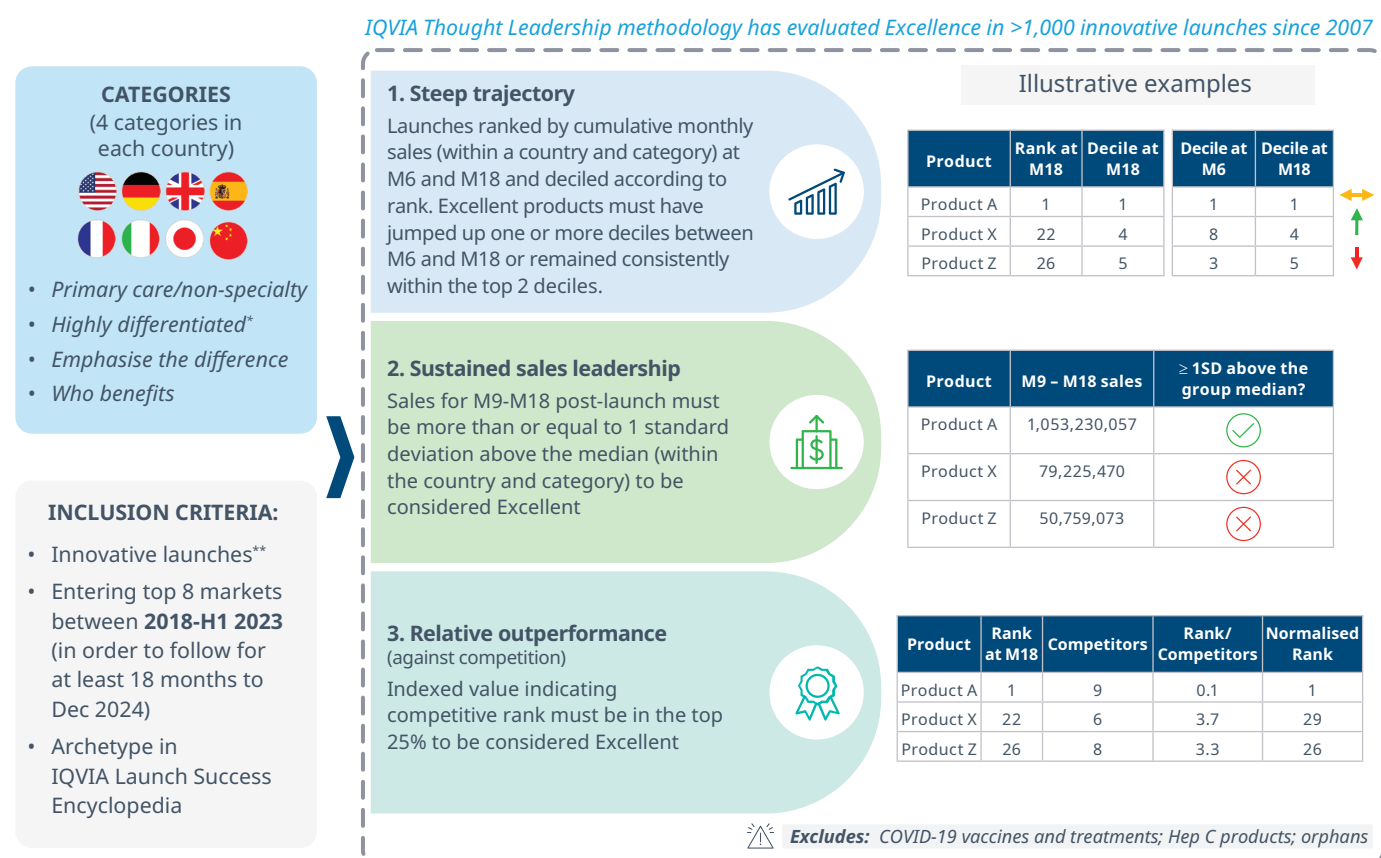 IQVIA Thought Leadership methodology has evaluated Excellence in >1,000 innovative launches since 2007
CATEGORIES
(4 categories in
each country)
• Primary care/non-specialty
• Highly differentiated*
• Emphasise the difference
• Who benefits
INCLUSION CRITERIA:
• Innovative launches**
• Entering top 8 markets
between 2018-H1 2023
(in order to follow for
at least 18 months to
Dec 2024)
• Archetype in
IQVIA Launch Success
Encyclopedia
1. Steep trajectory
Launches ranked by cumulative monthly
sales (within a country and category) at
M6 and M18 and deciled according to
rank. Excellent products must have
jumped up one or more deciles between
M6 and M18 or remained consistently
within the top 2 deciles.
2. Sustained sales leadership
Sales for M9-M18 post-launch must
be more than or equal to 1 standard
deviation above the median (within
the country and category) to be
considered Excellent
3. Relative outperformance
(against competition)
Indexed value indicating
competitive rank must be in the top
25% to be considered Excellent
Illustrative examples
Product Rank at M18 Decile at M18 Decile at M6 Decile at M18
Product A 1 1 1 1
Product X 22 4 8 4
Product Z 26 5 3 5
Product M9 – M18 sales ≥ 1SD above the group median?
Product A 1,053,230,057
Product X 79,225,470
Product Z 50,759,073
Product Rank at M18 Competitors Rank/ Competitors Normalised Rank
Product A 1 9 0.1 1
Product X 22 6 3.7 29
Product Z 26 8 3.3 26
Excludes: COVID-19 vaccines and treatments; Hep C products; orphans